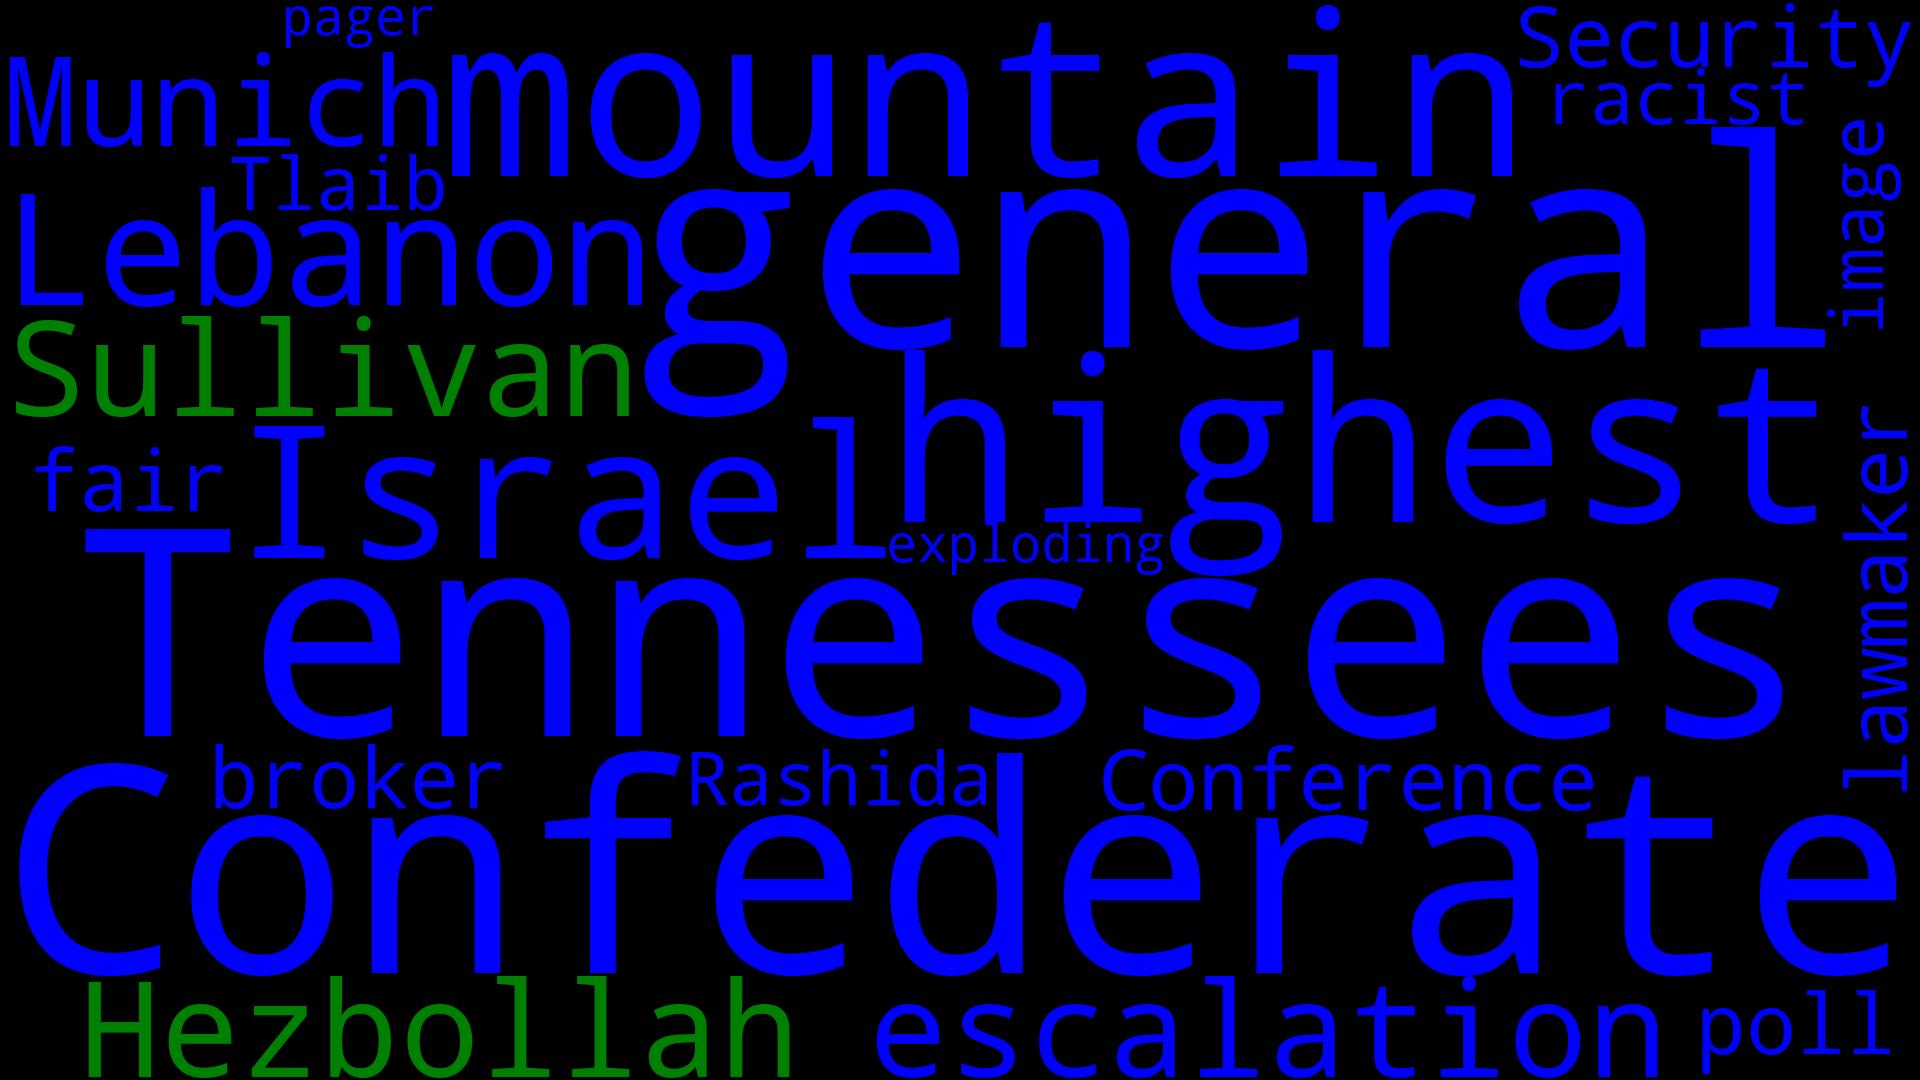 pager
mountain
Security
Munich
racist
image
Tlaib
general
Lebanon
Sullivan
highest
Israel
fair
lawmaker
exploding
Tennessees
broker
Rashida
Conference
Confederate
Hezbollah
escalation
poll